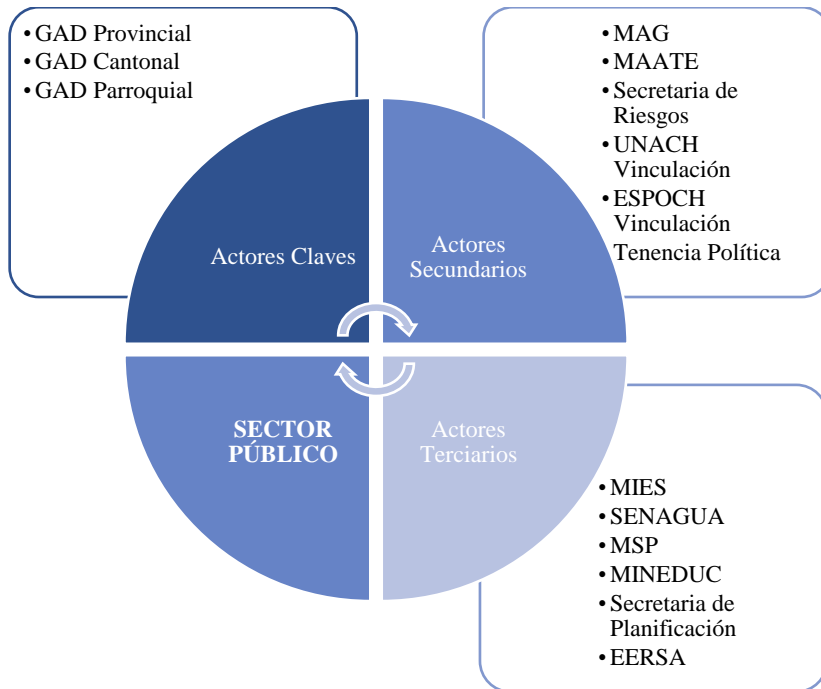 • GAD Provincial
• GAD Cantonal
• GAD Parroquial
• MAG
• MAATE
• Secretaria de
Riesgos
• UNACH
Vinculación
• ESPOCH
Vinculación
Tenencia Política
Actores Claves
Actores
Secundarios
SECTOR
PÚBLICO
Actores
Terciarios
• MIES
• SENAGUA
• MSP
• MINEDUC
• Secretaria de
Planificación
• EERSA